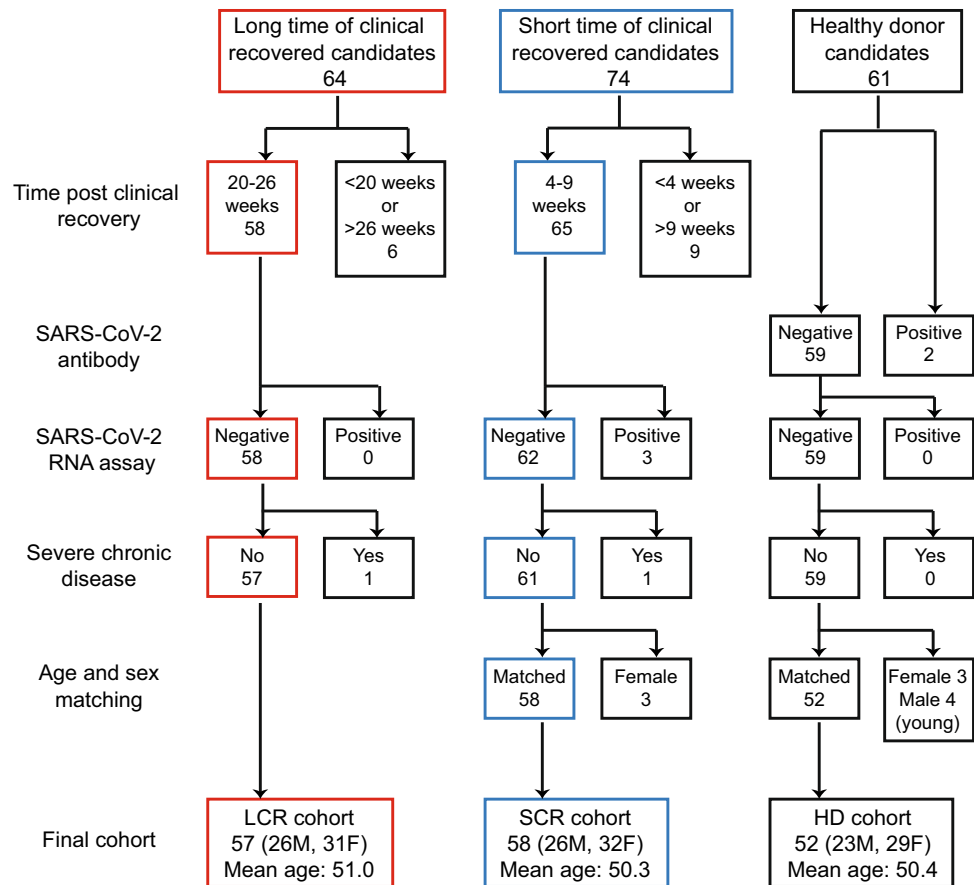 Long time of clinical
recovered candidates
64
Short time of clinical
recovered candidates
74
Healthy donor
candidates
61
Time post clinical
recovery
20-26
weeks
58
<20 weeks
or
>26 weeks
6
4-9
weeks
65
<4 weeks
or
>9 weeks
9
SARS-CoV-2
antibody
Negative
59
Positive
2
SARS-CoV-2
RNA assay
Negative
58
Positive
0
Negative
62
Positive
3
Negative
59
Positive
0
Severe chronic
disease
No
57
Yes
1
No
61
Yes
1
No
59
Yes
0
Age and sex
matching
Matched
58
Female
3
Matched
52
Female 3
Male 4
(young)
Final cohort
LCR cohort
57 (26M, 31F)
Mean age: 51.0
SCR cohort
58 (26M, 32F)
Mean age: 50.3
HD cohort
52 (23M, 29F)
Mean age: 50.4